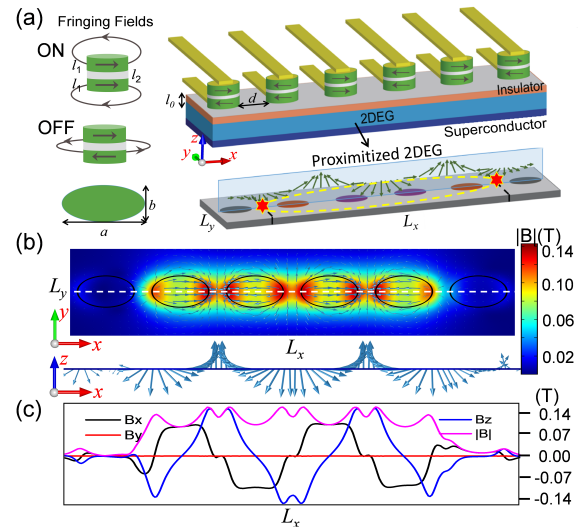 (a)
Fringing Fields
ON
l1
l2
l1
OFF
b
a
l0
d
Insulator
2DEG
Superconductor
z
y
x
Proximitized 2DEG
Ly
Lx
|B|(T)
(b)
0.14
0.10
0.06
0.02
Ly
y
x
Lx
z
x
(c)
(T)
Bx
By
Bz
|B|
0.14
0.07
0.00
-0.07
-0.14
Lx